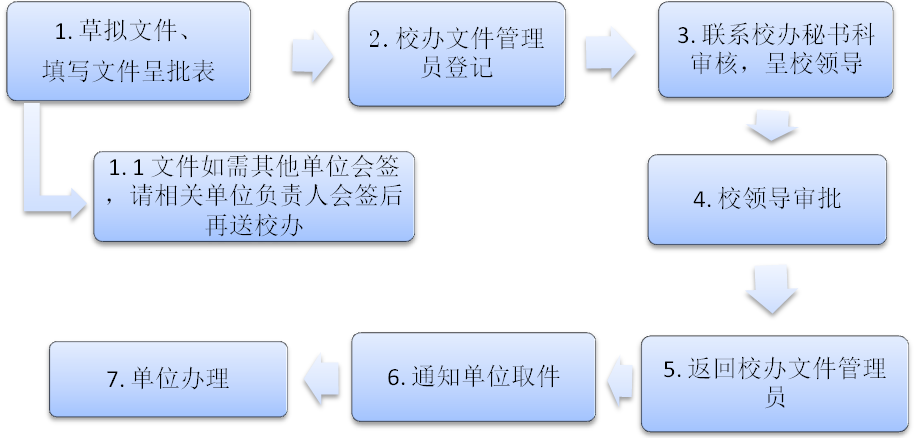 1. 草拟文件、
填写文件呈批表
2. 校办文件管理
员登记
3. 联系校办秘书科
审核，呈校领导
1. 1 文件如需其他单位会签
，请相关单位负责人会签后
再送校办
4. 校领导审批
5. 返回校办文件管理
员
6. 通知单位取件
7. 单位办理